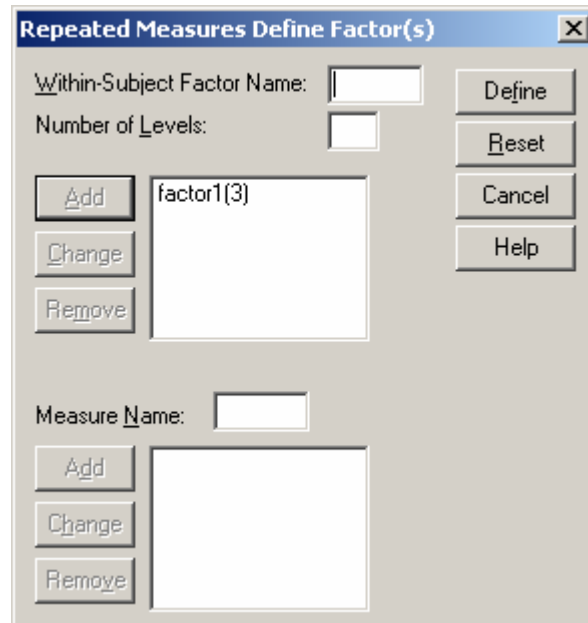 Repeated Measures Define Factor(s)
Within-Subject Factor Name:
Define
Number of Levels:
Reset
Add
factor1(3)
Cancel
Change
Help
Remove
Measure Name:
Add
Change
Remove